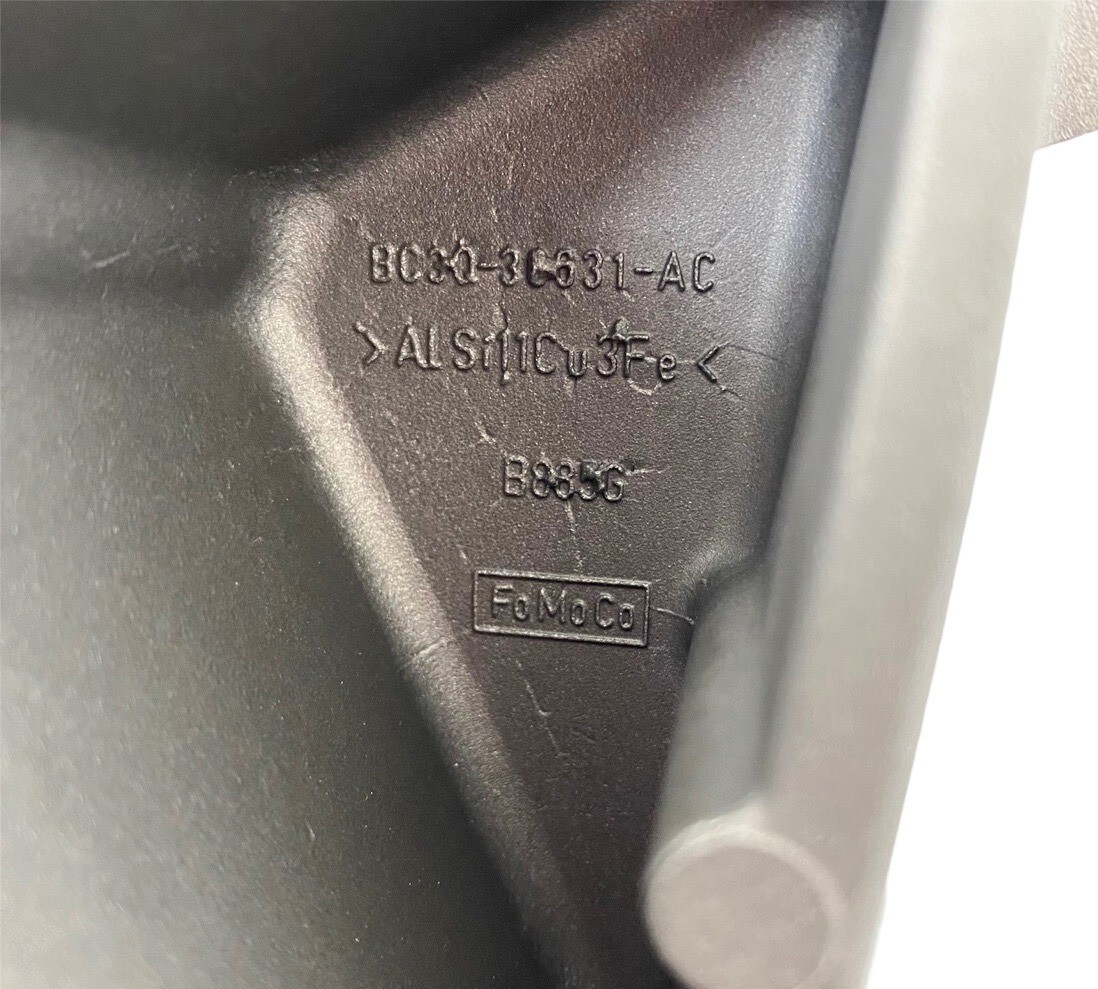 BC3Q-3C631-AC
>ALSi11Cu3Fe<
B885G
FoMoCo